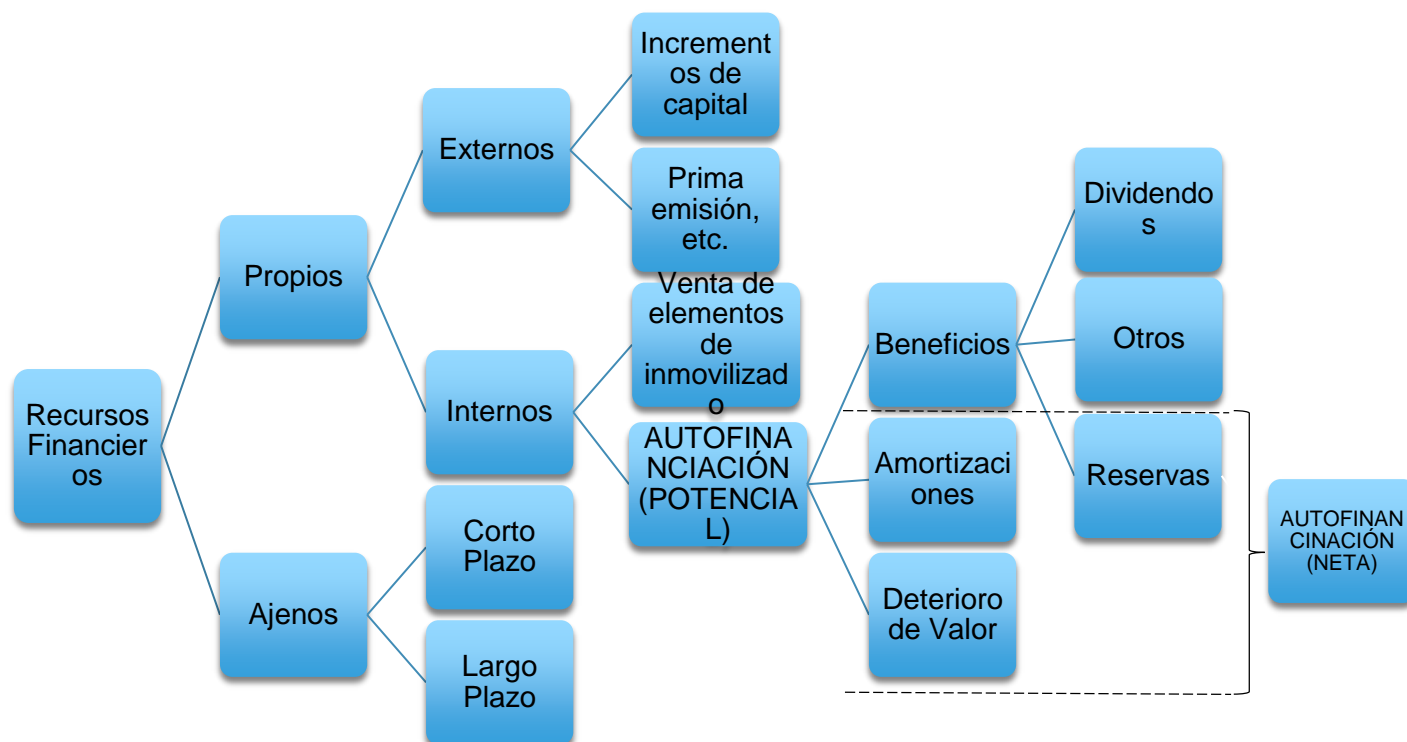 Recursos
Financier
os
Propios
Ajenos
Externos
Internos
Corto
Plazo
Largo
Plazo
Increment
os de
capital
Prima
emisión,
etc.
Venta de
elementos
de
inmovilizad
o
AUTOFINA
NCIACIÓN
(POTENCIA
L)
Beneficios
Amortizaci
ones
Deterioro
de Valor
Dividendo
s
Otros
Reservas
AUTOFINAN
CINACIÓN
(NETA)